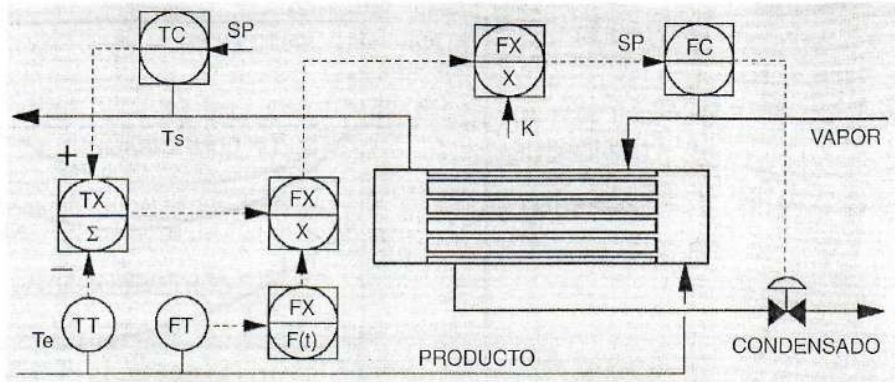 TC
SP
FX
X
SP
FC
K
Ts
VAPOR
+
TX
Σ
FX
X
–
Te
TT
FT
FX
F(t)
PRODUCTO
CONDENSADO